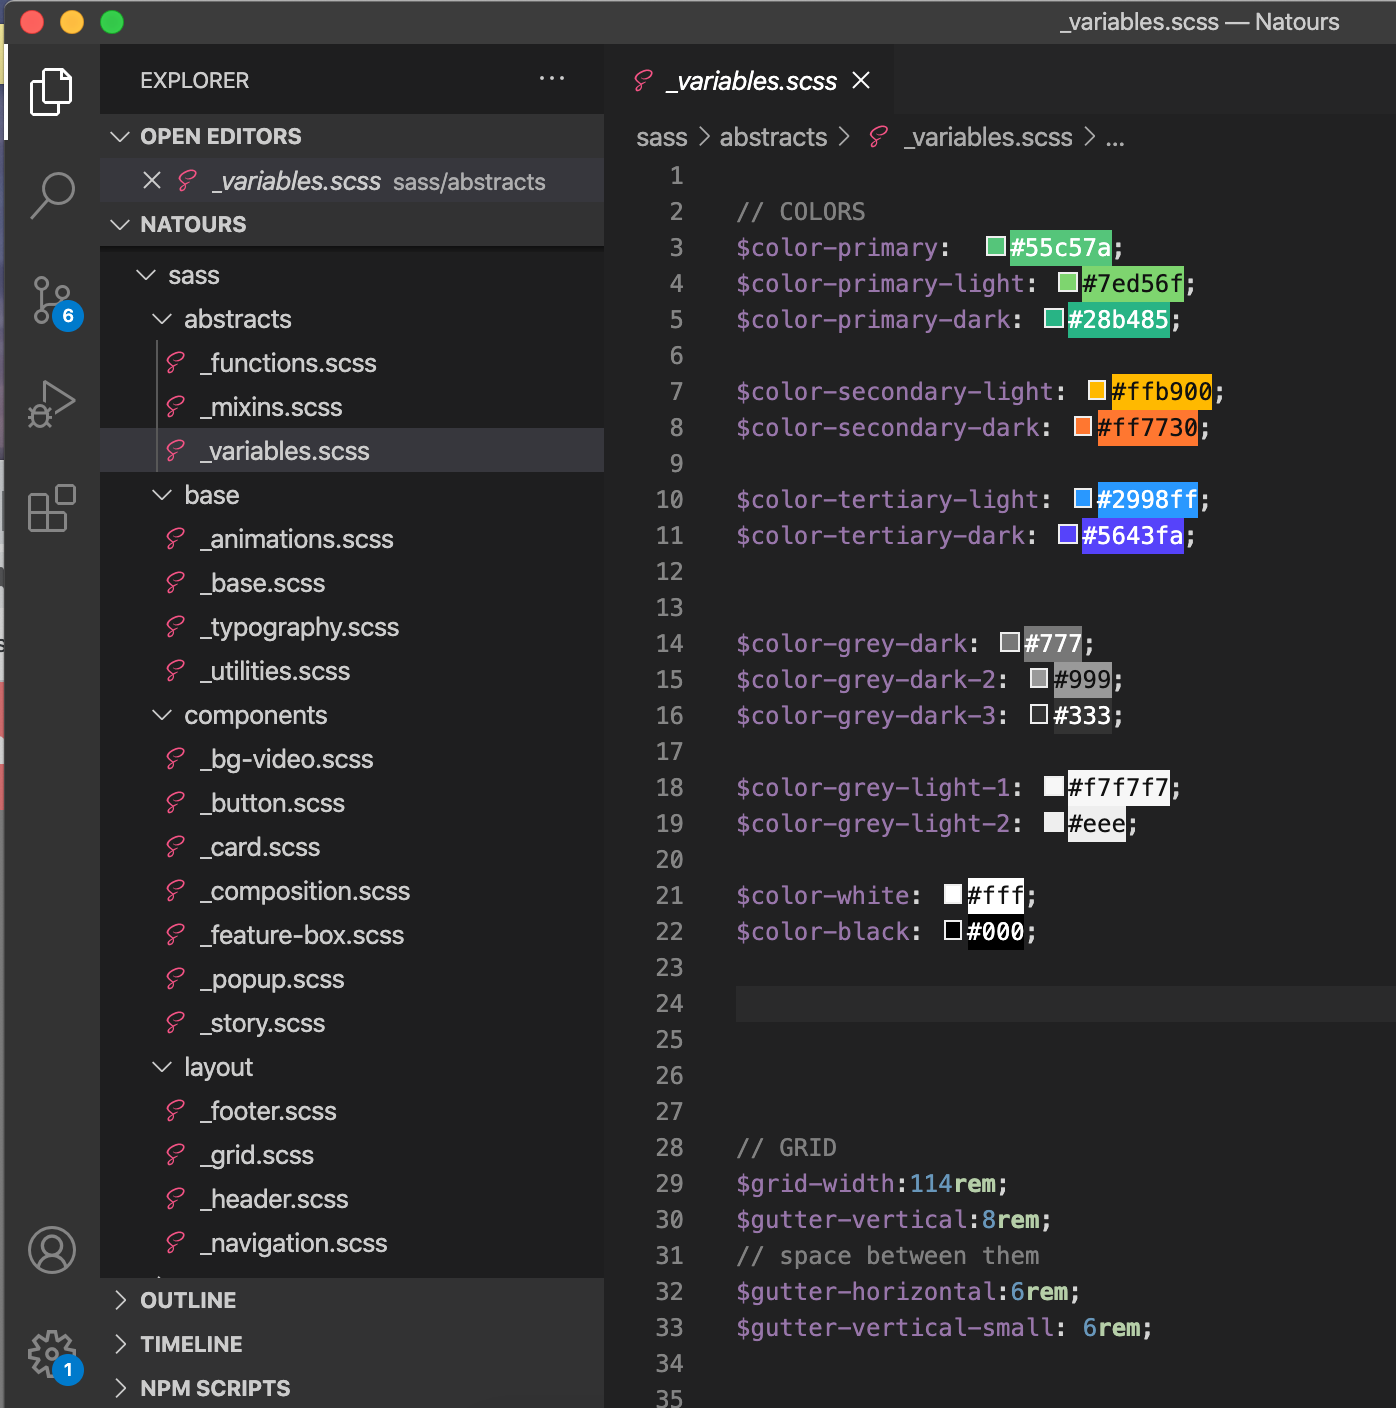 _variables.scss — Natours
EXPLORER
OPEN EDITORS
_variables.scss sass/abstracts
NATOURS
sass
abstracts
_functions.scss
_mixins.scss
_variables.scss
base
_animations.scss
_base.scss
_typography.scss
_utilities.scss
components
_bg-video.scss
_button.scss
_card.scss
_composition.scss
_feature-box.scss
_popup.scss
_story.scss
layout
_footer.scss
_grid.scss
_header.scss
_navigation.scss
OUTLINE
TIMELINE
NPM SCRIPTS
6
1
_variables.scss
sass > abstracts > _variables.scss > ...
1
2 // COLORS
3 $color-primary: #55c57a;
4 $color-primary-light: #7ed56f;
5 $color-primary-dark: #28b485;
6
7 $color-secondary-light: #ffb900;
8 $color-secondary-dark: #ff7730;
9
10 $color-tertiary-light: #2998ff;
11 $color-tertiary-dark: #5643fa;
12
13
14 $color-grey-dark: #777;
15 $color-grey-dark-2: #999;
16 $color-grey-dark-3: #333;
17
18 $color-grey-light-1: #f7f7f7;
19 $color-grey-light-2: #eee;
20
21 $color-white: #fff;
22 $color-black: #000;
23
24
25
26
27
28 // GRID
29 $grid-width:114rem;
30 $gutter-vertical:8rem;
31 // space between them
32 $gutter-horizontal:6rem;
33 $gutter-vertical-small: 6rem;
34
35